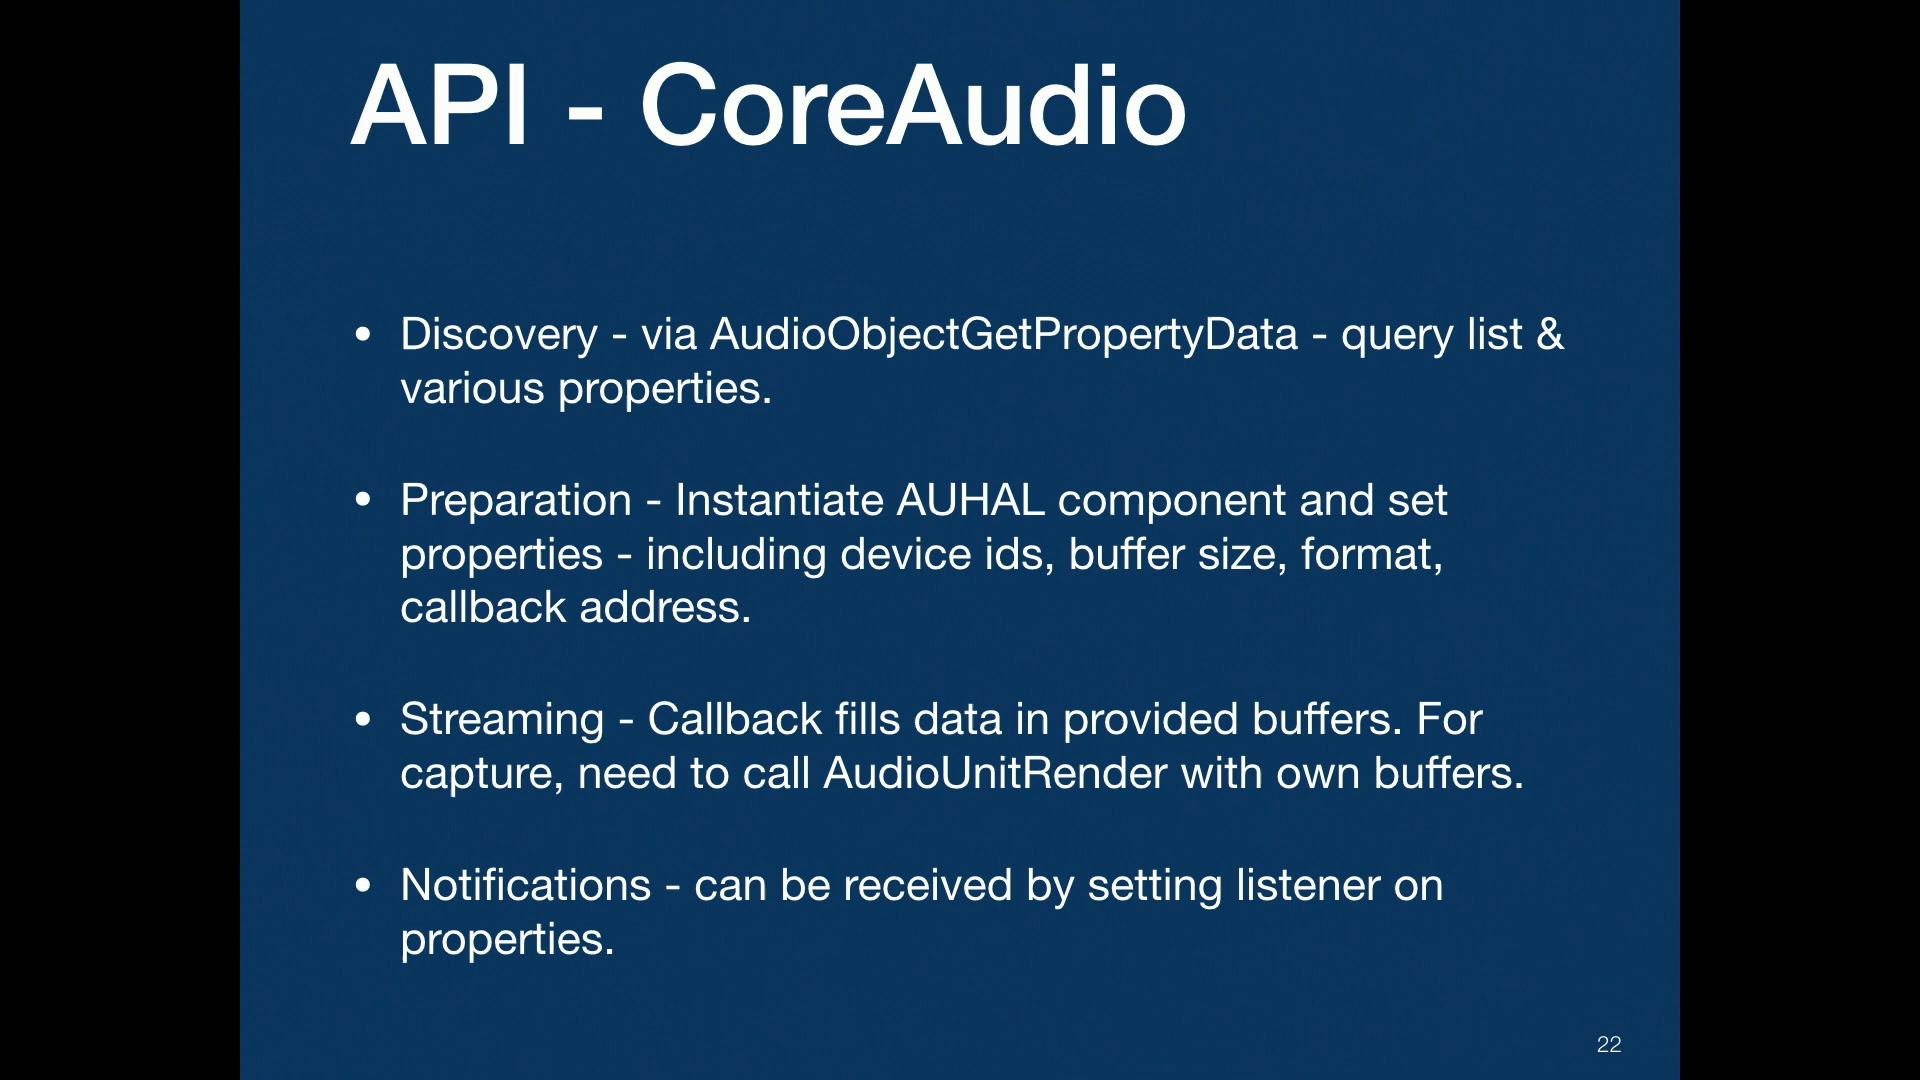 API - CoreAudio
• Discovery - via AudioObjectGetPropertyData - query list &
various properties.
• Preparation - Instantiate AUHAL component and set
properties - including device ids, buffer size, format,
callback address.
• Streaming - Callback fills data in provided buffers. For
capture, need to call AudioUnitRender with own buffers.
• Notifications - can be received by setting listener on
properties.
22